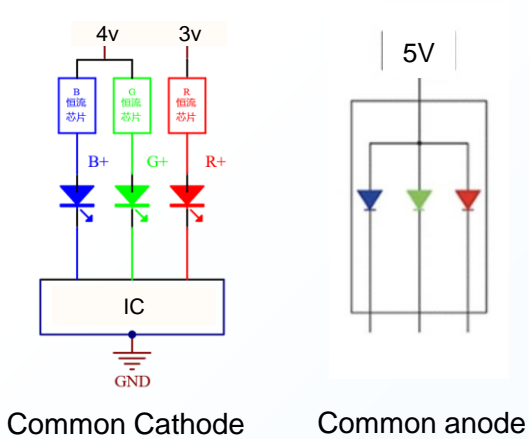 4v 3v
5V
B
恒流
芯片
G
恒流
芯片
R
恒流
芯片
B+ G+ R+
IC
GND
Common Cathode
Common anode